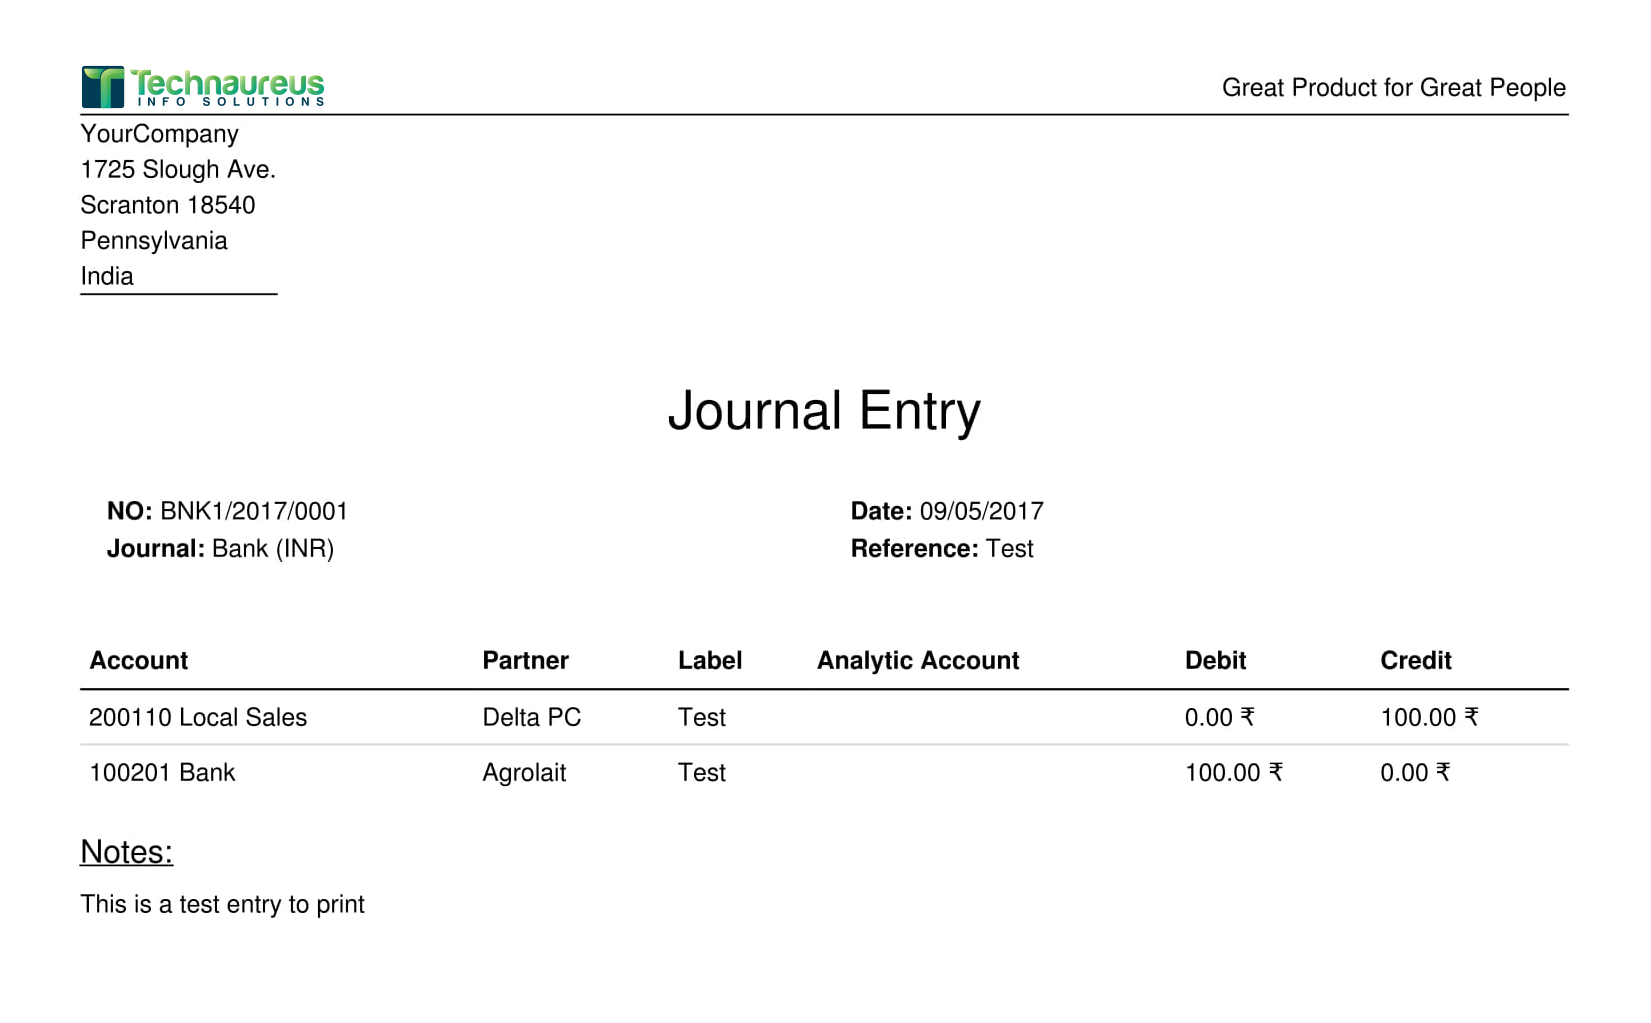 Technaureus
INFO SOLUTIONS
Great Product for Great People
YourCompany
1725 Slough Ave.
Scranton 18540
Pennsylvania
India
Journal Entry
NO: BNK1/2017/0001 Date: 09/05/2017
Journal: Bank (INR) Reference: Test
Account Partner Label Analytic Account Debit Credit
200110 Local Sales Delta PC Test 0.00 ₹ 100.00 ₹
100201 Bank Agrolait Test 100.00 ₹ 0.00 ₹
Notes:
This is a test entry to print